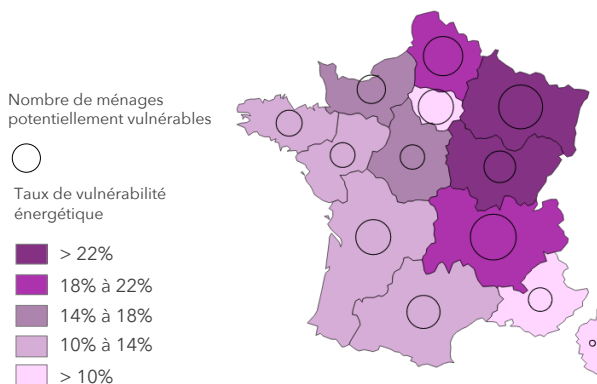 Nombre de ménages
potentiellement vulnérables
Taux de vulnérabilité
énergétique
> 22%
18% à 22%
14% à 18%
10% à 14%
> 10%